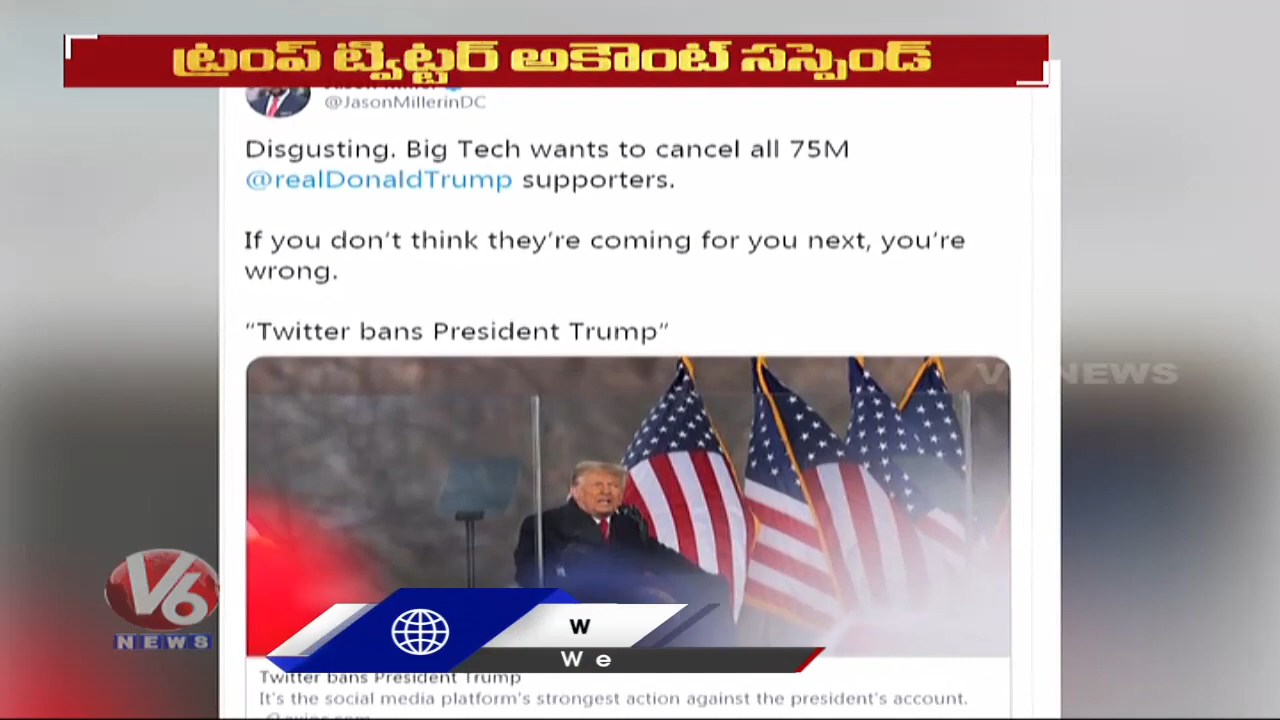 ట్రంప్ ట్విట్టర్ అకౌంట్ సస్పెండ్
@JasonMillerinDC
Disgusting. Big Tech wants to cancel all 75M
@realDonaldTrump supporters.
If you don't think they're coming for you next, you're
wrong.
"Twitter bans President Trump"
NEWS
V6
NEWS
W
We
Twitter bans President Trump
It's the social media platform's strongest action against the president's account.